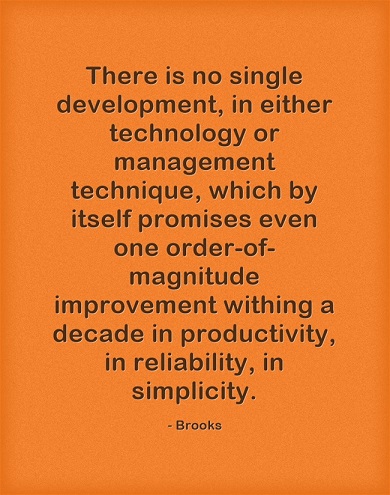 There is no single
development, in either
technology or
management
technique, which by
itself promises even
one order-of-
magnitude
improvement withing a
decade in productivity,
in reliability, in
simplicity.
- Brooks